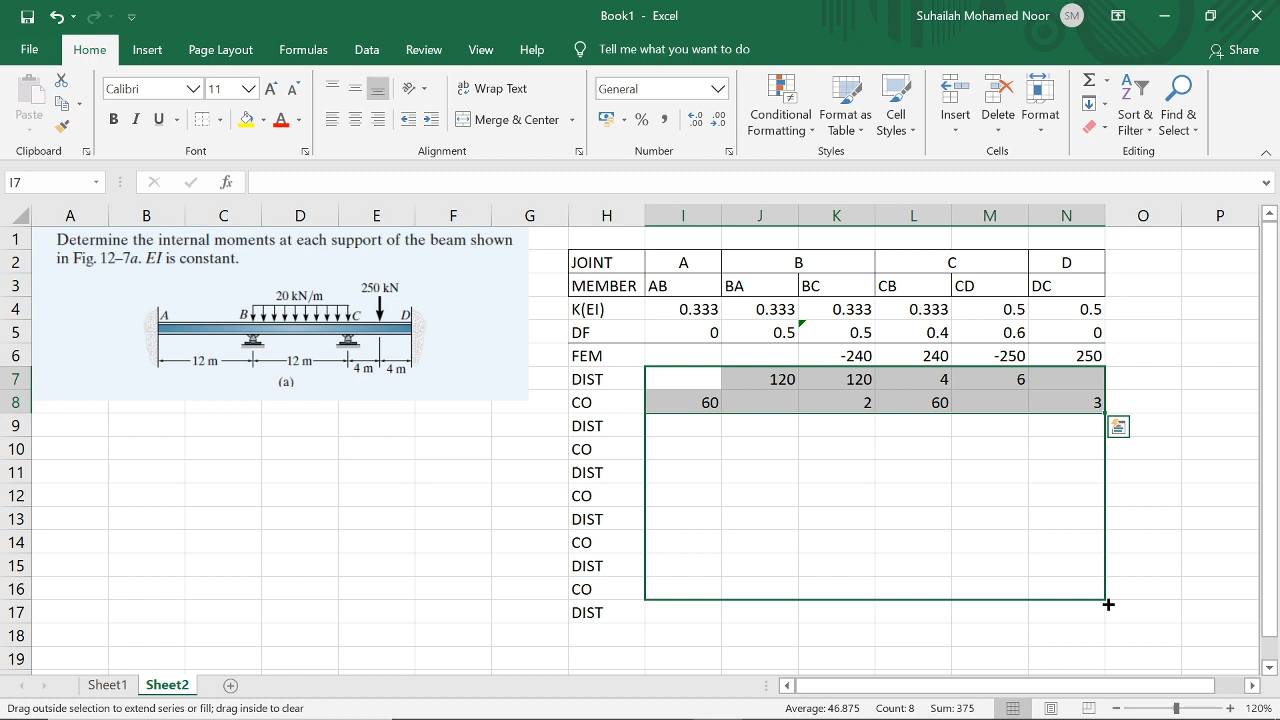 Book1 - Excel
Suhailah Mohamed Noor SM
File Home Insert Page Layout Formulas Data Review View Help Tell me what you want to do Share
Paste Calibri 11 Wrap Text General
B I U Merge & Center
Conditional Formatting Format as Table Cell Styles Insert Delete Format Sort & Filter Find & Select
Clipboard Font Alignment Number Styles Cells Editing
I7 fx
A B C D E F G H I J K L M N O P
1
2 JOINT A B C D
3 MEMBER AB BA BC CB CD DC
4 K(EI) 0.333 0.333 0.333 0.333 0.5 0.5
5 DF 0 0.5 0.5 0.4 0.6 0
6 FEM -240 240 -250 250
7 DIST 120 120 4 6
8 CO 60 2 60 3
9 DIST
10 CO
11 DIST
12 CO
13 DIST
14 CO
15 DIST
16 CO
17 DIST
18
19
Determine the internal moments at each support of the beam shown
in Fig. 12–7a. EI is constant.
250 kN
20 kN/m
A B C D
12 m 12 m 4 m 4 m
(a)
Sheet1 Sheet2
Drag outside selection to extend series or fill; drag inside to clear Average: 46.875 Count: 8 Sum: 375 120%